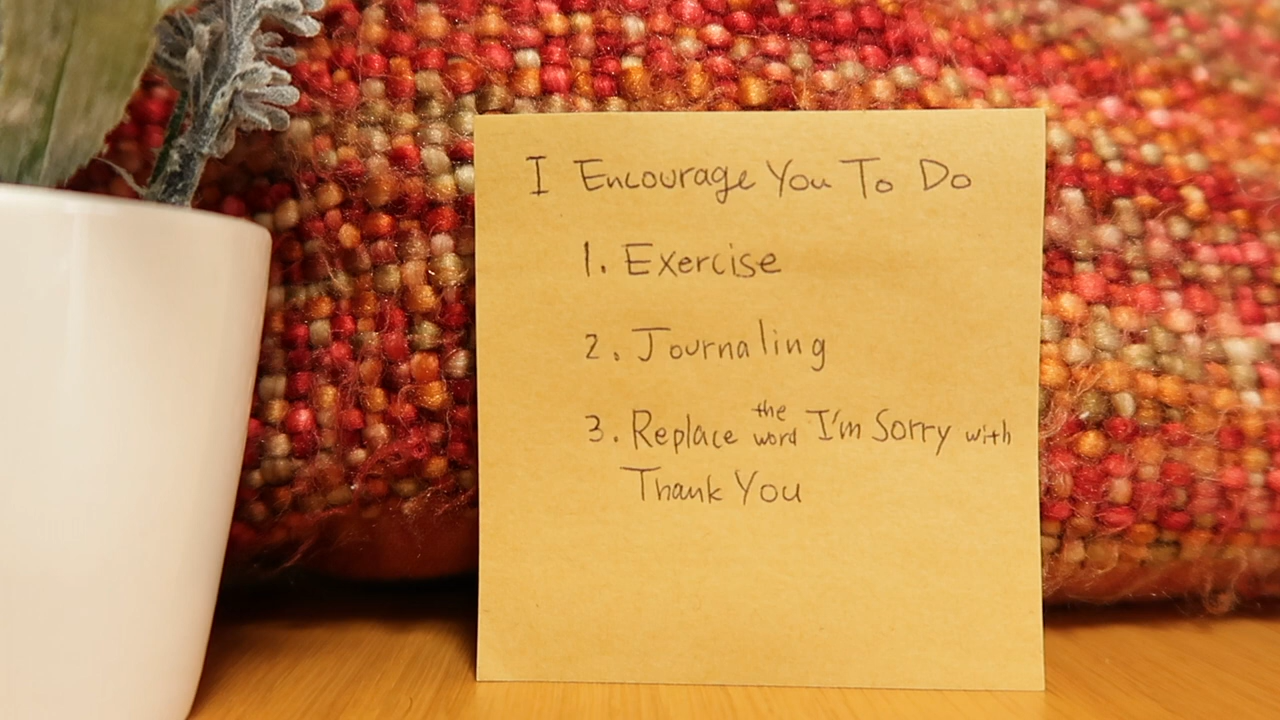 I Encourage You To Do
1. Exercise
2. Journaling
3. Replace the word I'm Sorry with
Thank You